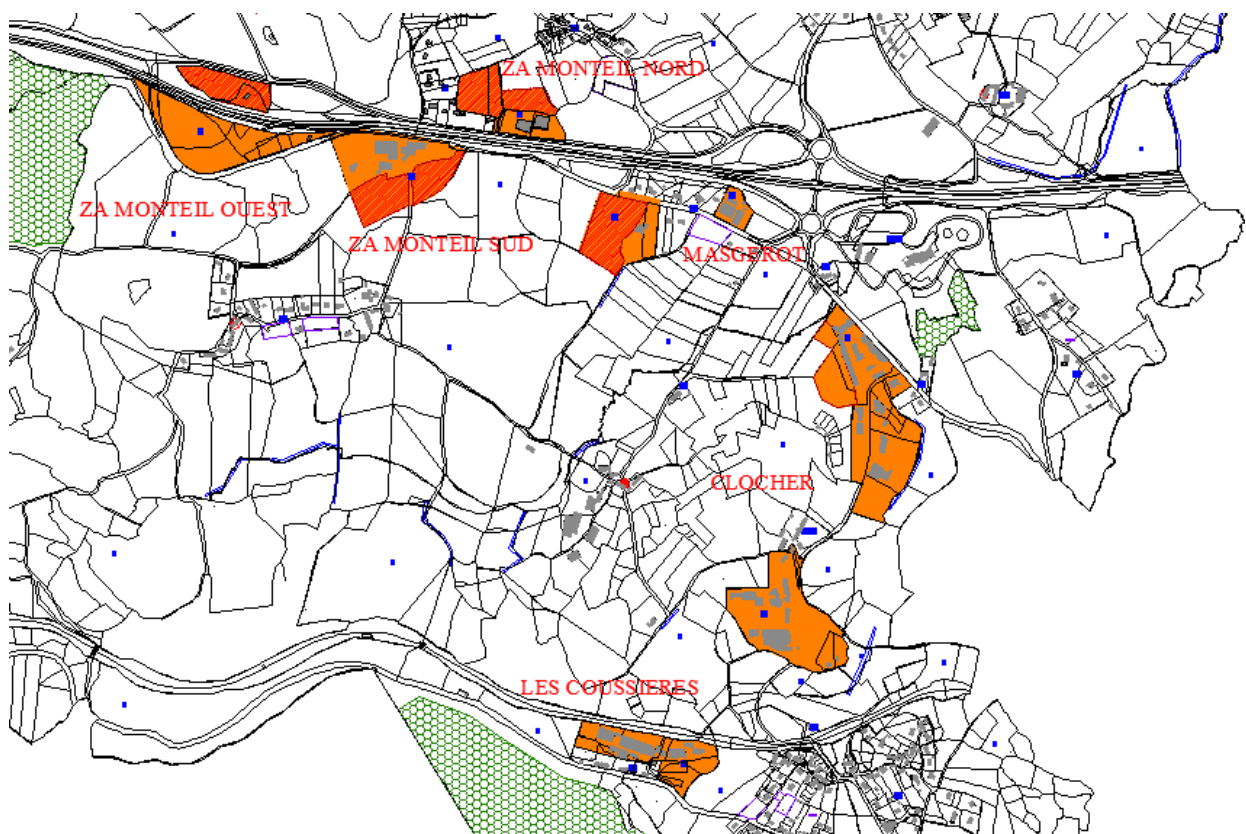 ZA MONTEIL NORD
ZA MONTEIL OUEST
ZA MONTEIL SUD
MASGEROT
CLOCHER
LES COUSSIERES